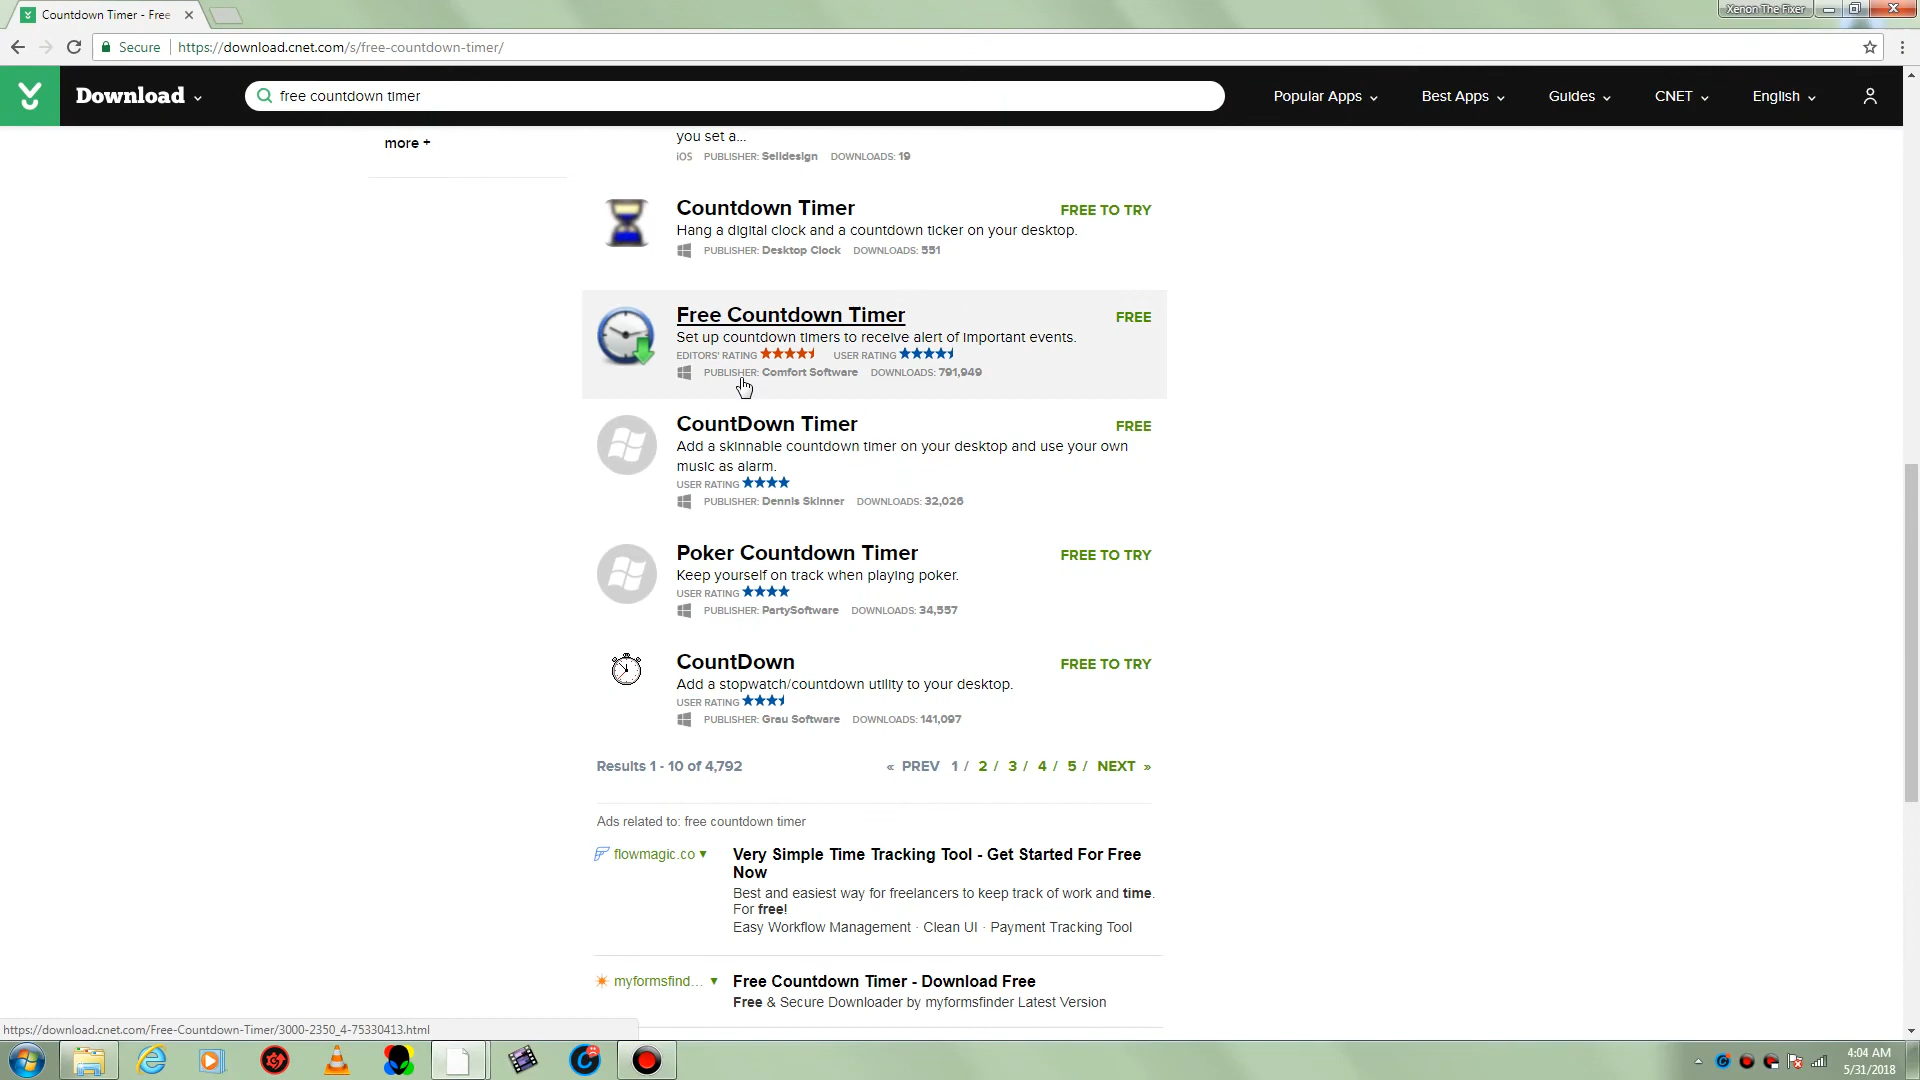 Countdown Timer - Free
Xenon The Fixer
Secure
https://download.cnet.com/s/free-countdown-timer/
Download
free countdown timer
Popular Apps
Best Apps
Guides
CNET
English
more +
you set a...
iOS PUBLISHER: Selldesign DOWNLOADS: 19
Countdown Timer
FREE TO TRY
Hang a digital clock and a countdown ticker on your desktop.
PUBLISHER: Desktop Clock DOWNLOADS: 551
Free Countdown Timer
FREE
Set up countdown timers to receive alert of important events.
EDITORS' RATING USER RATING
PUBLISHER: Comfort Software DOWNLOADS: 791,949
CountDown Timer
FREE
Add a skinnable countdown timer on your desktop and use your own
music as alarm.
USER RATING
PUBLISHER: Dennis Skinner DOWNLOADS: 32,026
Poker Countdown Timer
FREE TO TRY
Keep yourself on track when playing poker.
USER RATING
PUBLISHER: PartySoftware DOWNLOADS: 34,557
CountDown
FREE TO TRY
Add a stopwatch/countdown utility to your desktop.
USER RATING
PUBLISHER: Grau Software DOWNLOADS: 141,097
Results 1 - 10 of 4,792
« PREV 1 / 2 / 3 / 4 / 5 / NEXT »
Ads related to: free countdown timer
flowmagic.co
Very Simple Time Tracking Tool - Get Started For Free
Now
Best and easiest way for freelancers to keep track of work and time.
For free!
Easy Workflow Management · Clean UI · Payment Tracking Tool
myformsfind...
Free Countdown Timer - Download Free
Free & Secure Downloader by myformsfinder Latest Version
https://download.cnet.com/Free-Countdown-Timer/3000-2350_4-75330413.html
4:04 AM
5/31/2018